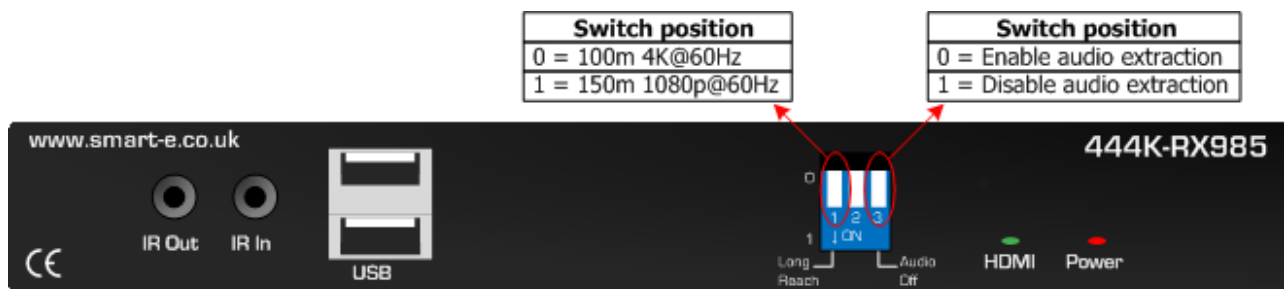 Switch position
0 = 100m 4K@60Hz
1 = 150m 1080p@60Hz
Switch position
0 = Enable audio extraction
1 = Disable audio extraction
www.smart-e.co.uk
444K-RX985
IR Out
IR In
USB
CE
0
1 2 3
1
↓ ON
Long
Reach
Audio
Off
HDMI
Power